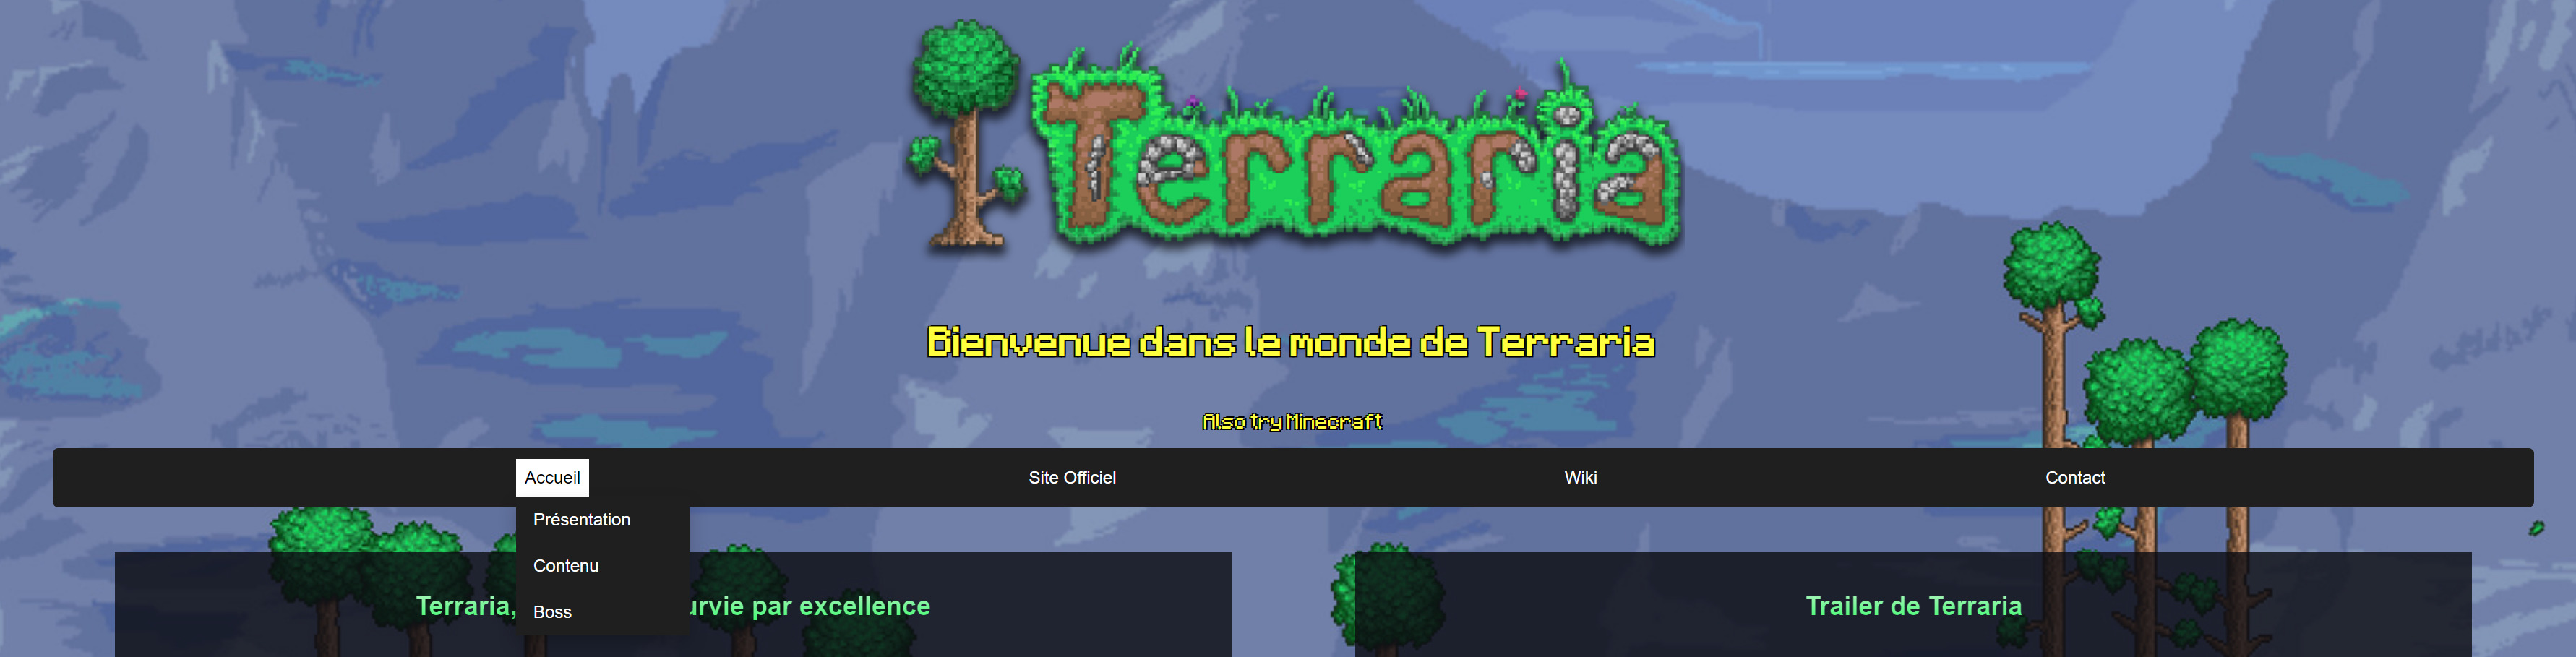 Terraria
Bienvenue dans le monde de Terraria
Also try Minecraft
Accueil Site Officiel Wiki Contact
Présentation
Contenu
Boss
Terraria, urvie par excellence
Trailer de Terraria